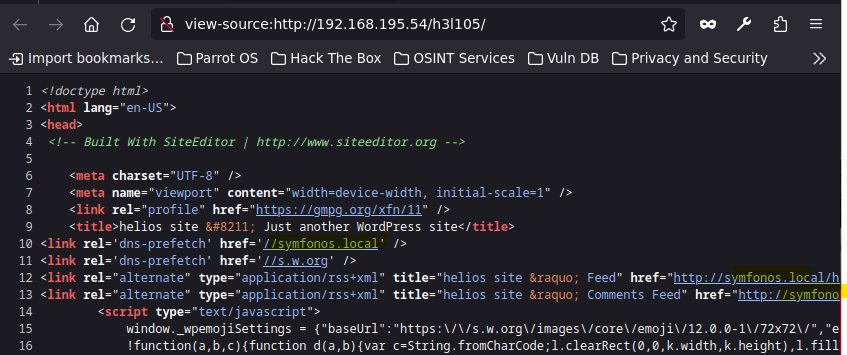 view-source:http://192.168.195.54/h3l105/
Import bookmarks... Parrot OS Hack The Box OSINT Services Vuln DB Privacy and Security
1 <!doctype html>
2 <html lang="en-US">
3 <head>
4 <!-- Built With SiteEditor | http://www.siteeditor.org -->
5
6 <meta charset="UTF-8" />
7 <meta name="viewport" content="width=device-width, initial-scale=1" />
8 <link rel="profile" href="https://gmpg.org/xfn/11" />
9 <title>helios site &#8211; Just another WordPress site</title>
10 <link rel='dns-prefetch' href='//symfonos.local' />
11 <link rel='dns-prefetch' href='//s.w.org' />
12 <link rel="alternate" type="application/rss+xml" title="helios site &raquo; Feed" href="http://symfonos.local/h
13 <link rel="alternate" type="application/rss+xml" title="helios site &raquo; Comments Feed" href="http://symfono
14 <script type="text/javascript">
15 window._wpemojiSettings = {"baseUrl":"https:\/\/s.w.org\/images\/core\/emoji\/12.0.0-1\/72x72\/","e
16 !function(a,b,c){function d(a,b){var c=String.fromCharCode;l.clearRect(0,0,k.width,k.height),l.fill